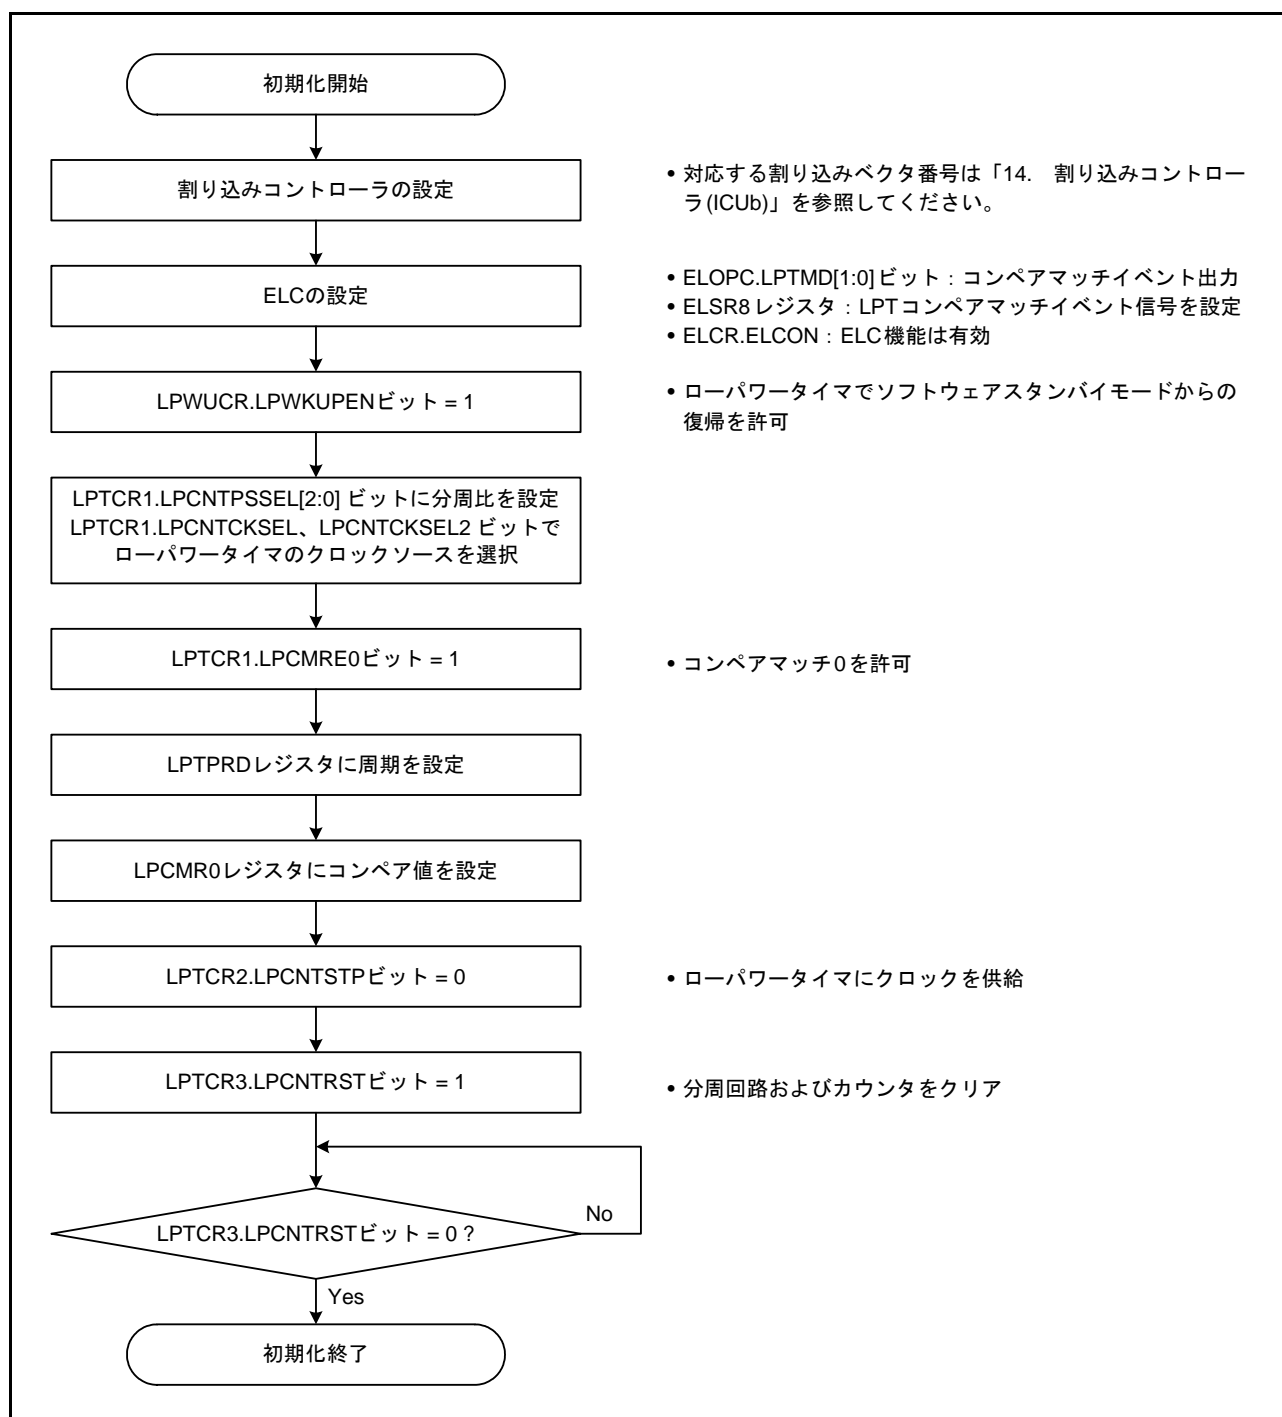 初期化開始
割り込みコントローラの設定
• 対応する割り込みベクタ番号は「14. 割り込みコントロー
ラ(ICUb)」を参照してください。
ELCの設定
• ELOPC.LPTMD[1:0]ビット：コンペアマッチイベント出力
• ELSR8レジスタ：LPTコンペアマッチイベント信号を設定
• ELCR.ELCON：ELC機能は有効
LPWUCR.LPWKUPENビット = 1
• ローパワータイマでソフトウェアスタンバイモードからの
復帰を許可
LPTCR1.LPCNTPSSEL[2:0] ビットに分周比を設定
LPTCR1.LPCNTCKSEL、LPCNTCKSEL2 ビットで
ローパワータイマのクロックソースを選択
LPTCR1.LPCMRE0ビット = 1
• コンペアマッチ0を許可
LPTPRDレジスタに周期を設定
LPCMR0レジスタにコンペア値を設定
LPTCR2.LPCNTSTPビット = 0
• ローパワータイマにクロックを供給
LPTCR3.LPCNTRSTビット = 1
• 分周回路およびカウンタをクリア
LPTCR3.LPCNTRSTビット = 0 ?
No
Yes
初期化終了